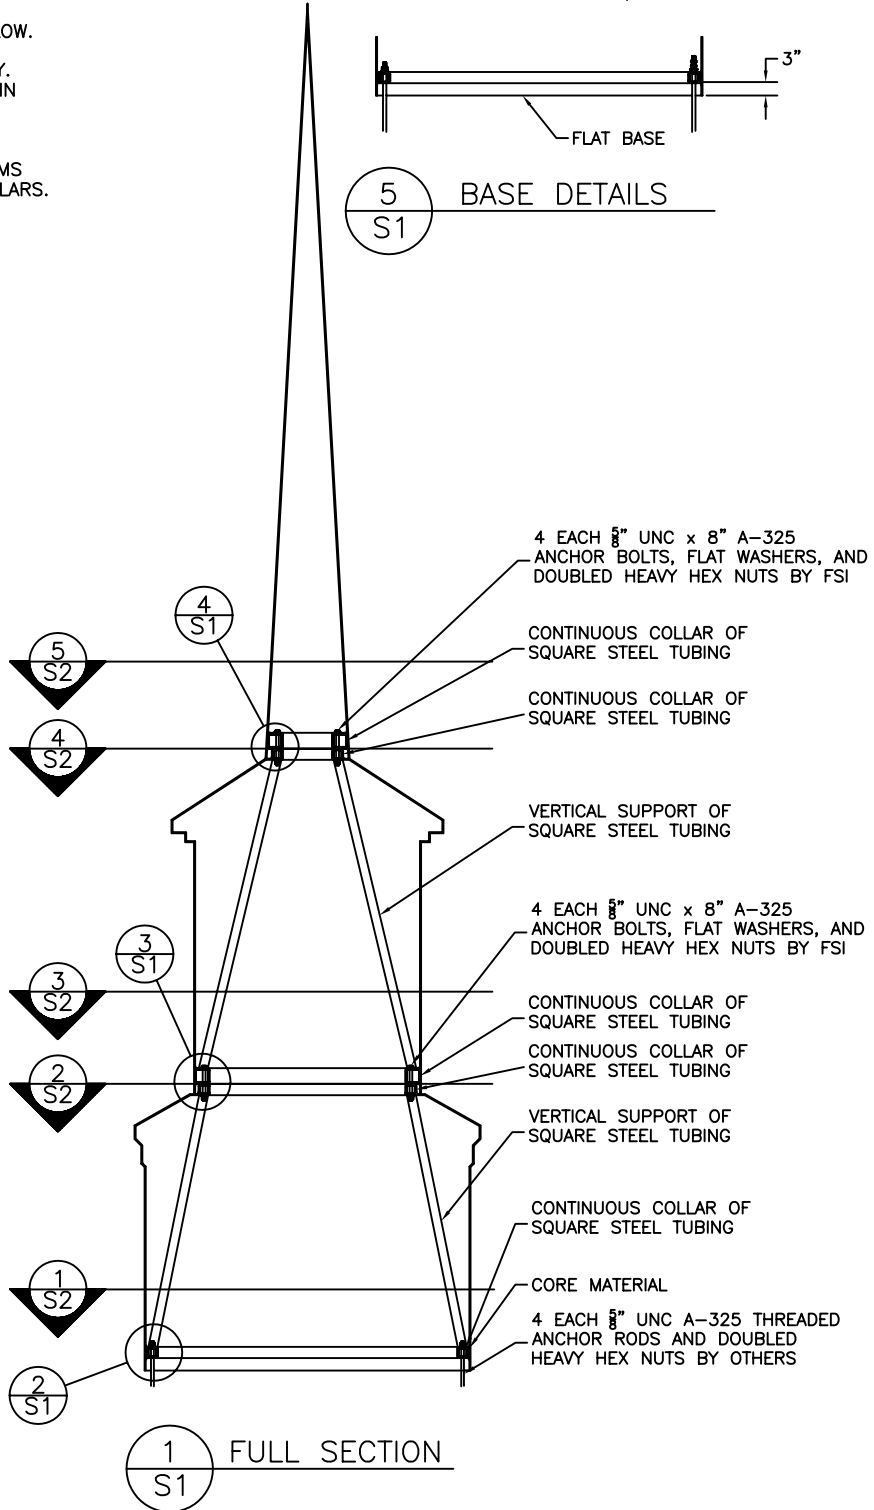 3"
FLAT BASE
5
S1
BASE DETAILS
4 EACH 5/8" UNC x 8" A-325
ANCHOR BOLTS, FLAT WASHERS, AND
DOUBLED HEAVY HEX NUTS BY FSI
4
S1
CONTINUOUS COLLAR OF
SQUARE STEEL TUBING
5
S2
CONTINUOUS COLLAR OF
SQUARE STEEL TUBING
4
S2
VERTICAL SUPPORT OF
SQUARE STEEL TUBING
4 EACH 5/8" UNC x 8" A-325
ANCHOR BOLTS, FLAT WASHERS, AND
DOUBLED HEAVY HEX NUTS BY FSI
3
S1
3
S2
CONTINUOUS COLLAR OF
SQUARE STEEL TUBING
CONTINUOUS COLLAR OF
SQUARE STEEL TUBING
2
S2
VERTICAL SUPPORT OF
SQUARE STEEL TUBING
CONTINUOUS COLLAR OF
SQUARE STEEL TUBING
1
S2
CORE MATERIAL
4 EACH 5/8" UNC A-325 THREADED
ANCHOR RODS AND DOUBLED
HEAVY HEX NUTS BY OTHERS
2
S1
1
S1
FULL SECTION